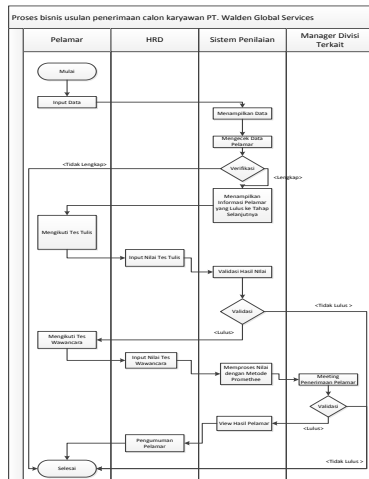 Proses bisnis usulan penerimaan calon karyawan PT. Walden Global Services
Pelamar
HRD
Sistem Penilaian
Manager Divisi
Terkait
Mulai
Input Data
Menampilkan Data
Mengecek Data
Pelamar
<Tidak Lengkap>
Verifikasi
<Lengkap>
Menampilkan
Informasi Pelamar
yang Lulus ke Tahap
Selanjutnya
Mengikuti Tes Tulis
Input Nilai Tes Tulis
Validasi Hasil Nilai
Validasi
<Tidak Lulus >
<Lulus>
Mengikuti Tes
Wawancara
Input Nilai Tes
Wawancara
Memproses Nilai
dengan Metode
Promethee
Meeting
Penerimaan Pelamar
Validasi
<Lulus>
View Hasil Pelamar
Pengumuman
Pelamar
<Tidak Lulus >
Selesai